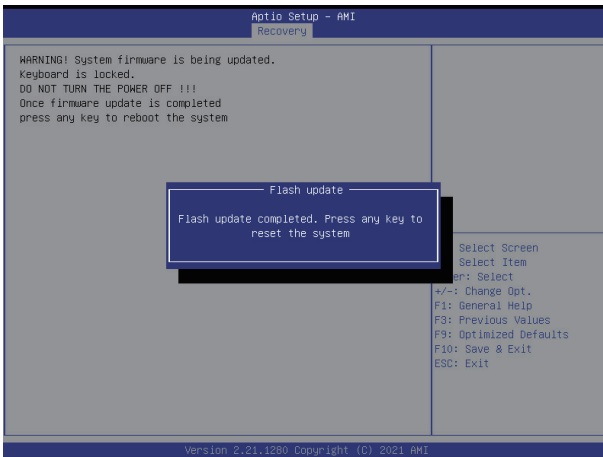 Aptio Setup - AMI
Recovery
WARNING! System firmware is being updated.
Keyboard is locked.
DO NOT TURN THE POWER OFF !!!
Once firmware update is completed
press any key to reboot the system
Flash update
Flash update completed. Press any key to
reset the system
Select Screen
Select Item
er: Select
+/-: Change Opt.
F1: General Help
F3: Previous Values
F9: Optimized Defaults
F10: Save & Exit
ESC: Exit
Version 2.21.1280 Copyright (C) 2021 AMI